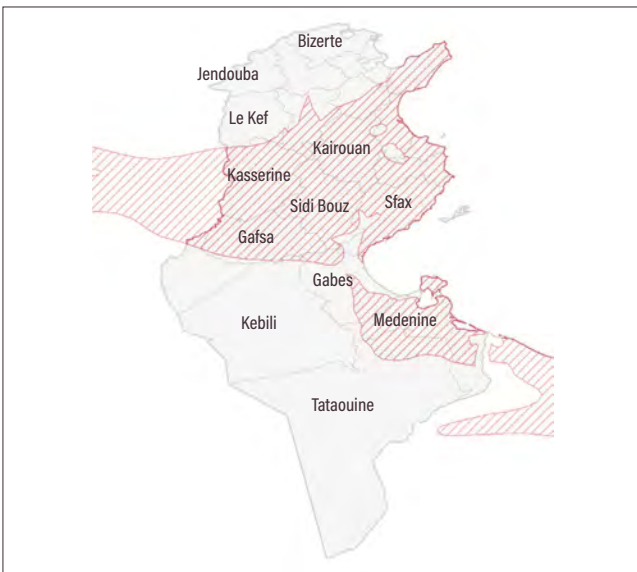 Bizerte
Jendouba
Le Kef
Kairouan
Kasserine
Sidi Bouz
Sfax
Gafsa
Gabes
Kebili
Medenine
Tataouine